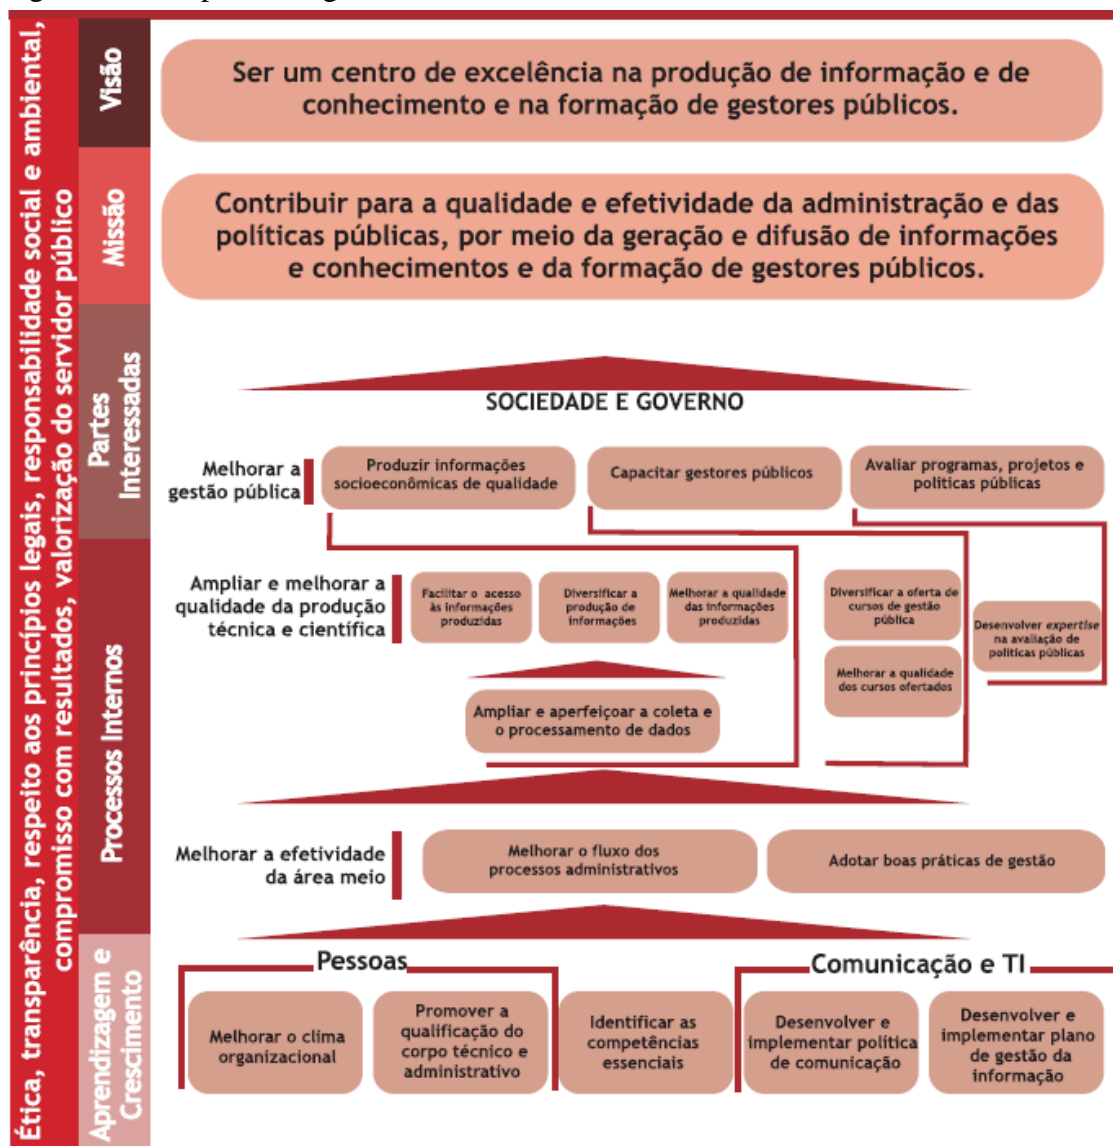 Ética, transparência, respeito aos princípios legais, responsabilidade social e ambiental,
compromisso com resultados, valorização do servidor público
Visão
Ser um centro de excelência na produção de informação e de
conhecimento e na formação de gestores públicos.
Missão
Contribuir para a qualidade e efetividade da administração e das
políticas públicas, por meio da geração e difusão de informações
e conhecimentos e da formação de gestores públicos.
Partes
Interessadas
SOCIEDADE E GOVERNO
Melhorar a
gestão pública
Produzir informações
socioeconômicas de qualidade
Capacitar gestores públicos
Avaliar programas, projetos e
políticas públicas
Processos Internos
Ampliar e melhorar a
qualidade da produção
técnica e científica
Facilitar o acesso
às informações
produzidas
Diversificar a
produção de
informações
Melhorar a qualidade
das informações
produzidas
Diversificar a oferta de
cursos de gestão
pública
Melhorar a qualidade
dos cursos ofertados
Desenvolver expertise
na avaliação de
políticas públicas
Ampliar e aperfeiçoar a coleta e
o processamento de dados
Melhorar a efetividade
da área meio
Melhorar o fluxo dos
processos administrativos
Adotar boas práticas de gestão
Aprendizagem e
Crescimento
Pessoas
Melhorar o clima
organizacional
Promover a
qualificação do
corpo técnico e
administrativo
Identificar as
competências
essenciais
Comunicação e TI
Desenvolver e
implementar política
de comunicação
Desenvolver e
implementar plano
de gestão da
informação